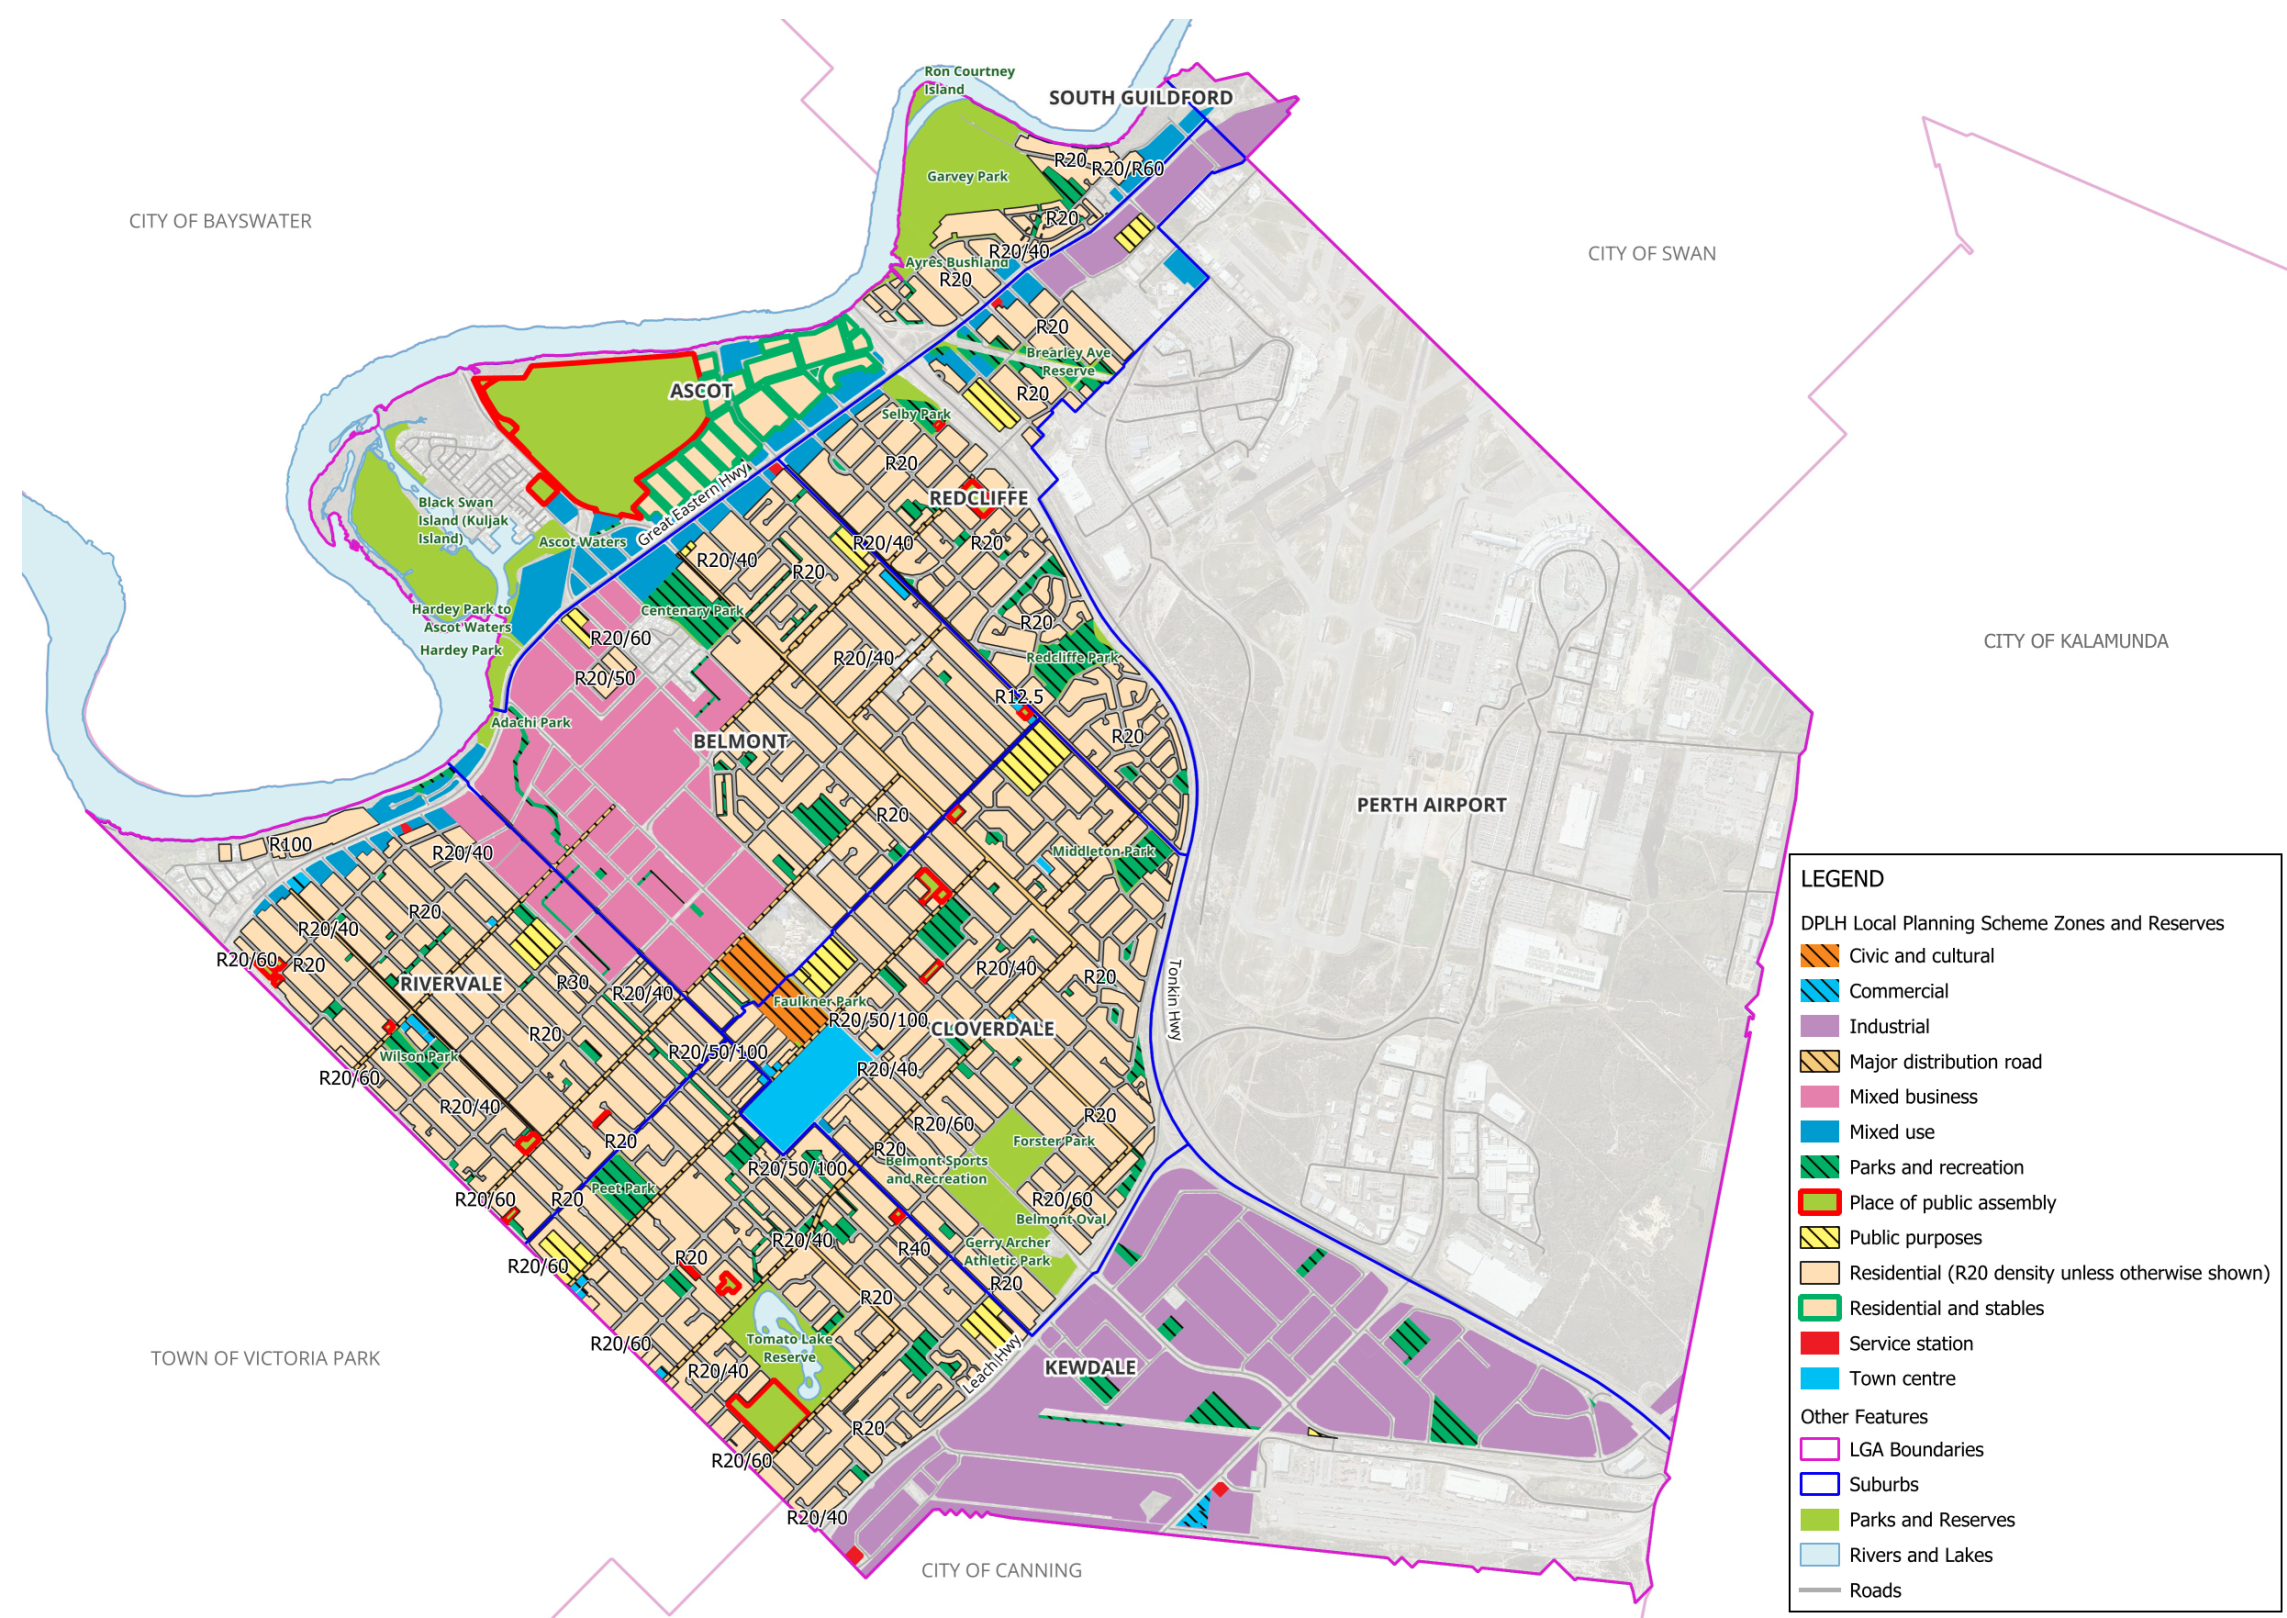 Ron Courtney
Island
SOUTH GUILDFORD
R20
R20/R60
Garvey Park
CITY OF BAYSWATER
R20
CITY OF SWAN
R20/40
Ayres Bushland
R20
R20
Brearley Ave
Reserve
ASCOT
R20
Selby Park
R20
Great Eastern Hwy
REDCLIFFE
Black Swan
Island (Kuljak
Island)
Ascot Waters
R20/40
R20
R20/40
R20
Hardey Park to
Ascot Waters
Centenary Park
R20
R20/60
Hardey Park
R20/40
Redcliffe Park
CITY OF KALAMUNDA
R20/50
R12.5
Adachi Park
BELMONT
R20
PERTH AIRPORT
R20
R100
R20/40
Middleton Park
R20
R20/40
R20/60
R20
RIVERVALE
R30
R20/40
R20/40
R20
Tonkin Hwy
Faulkner Park
R20/50/100
CLOVERDALE
R20
R20/50/100
Wilson Park
R20/60
R20/40
R20/40
R20/60
R20
R20
Forster Park
R20
Belmont Sports
and Recreation
R20/50/100
Peet Park
R20/60
R20
R20/60
Belmont Oval
R20/40
R40
Gerry Archer
Athletic Park
R20
R20/60
R20
R20
Tomato Lake
Reserve
R20/60
R20/40
Leach Hwy
KEWDALE
TOWN OF VICTORIA PARK
R20
R20/60
R20/40
CITY OF CANNING
LEGEND
DPLH Local Planning Scheme Zones and Reserves
Civic and cultural
Commercial
Industrial
Major distribution road
Mixed business
Mixed use
Parks and recreation
Place of public assembly
Public purposes
Residential (R20 density unless otherwise shown)
Residential and stables
Service station
Town centre
Other Features
LGA Boundaries
Suburbs
Parks and Reserves
Rivers and Lakes
Roads